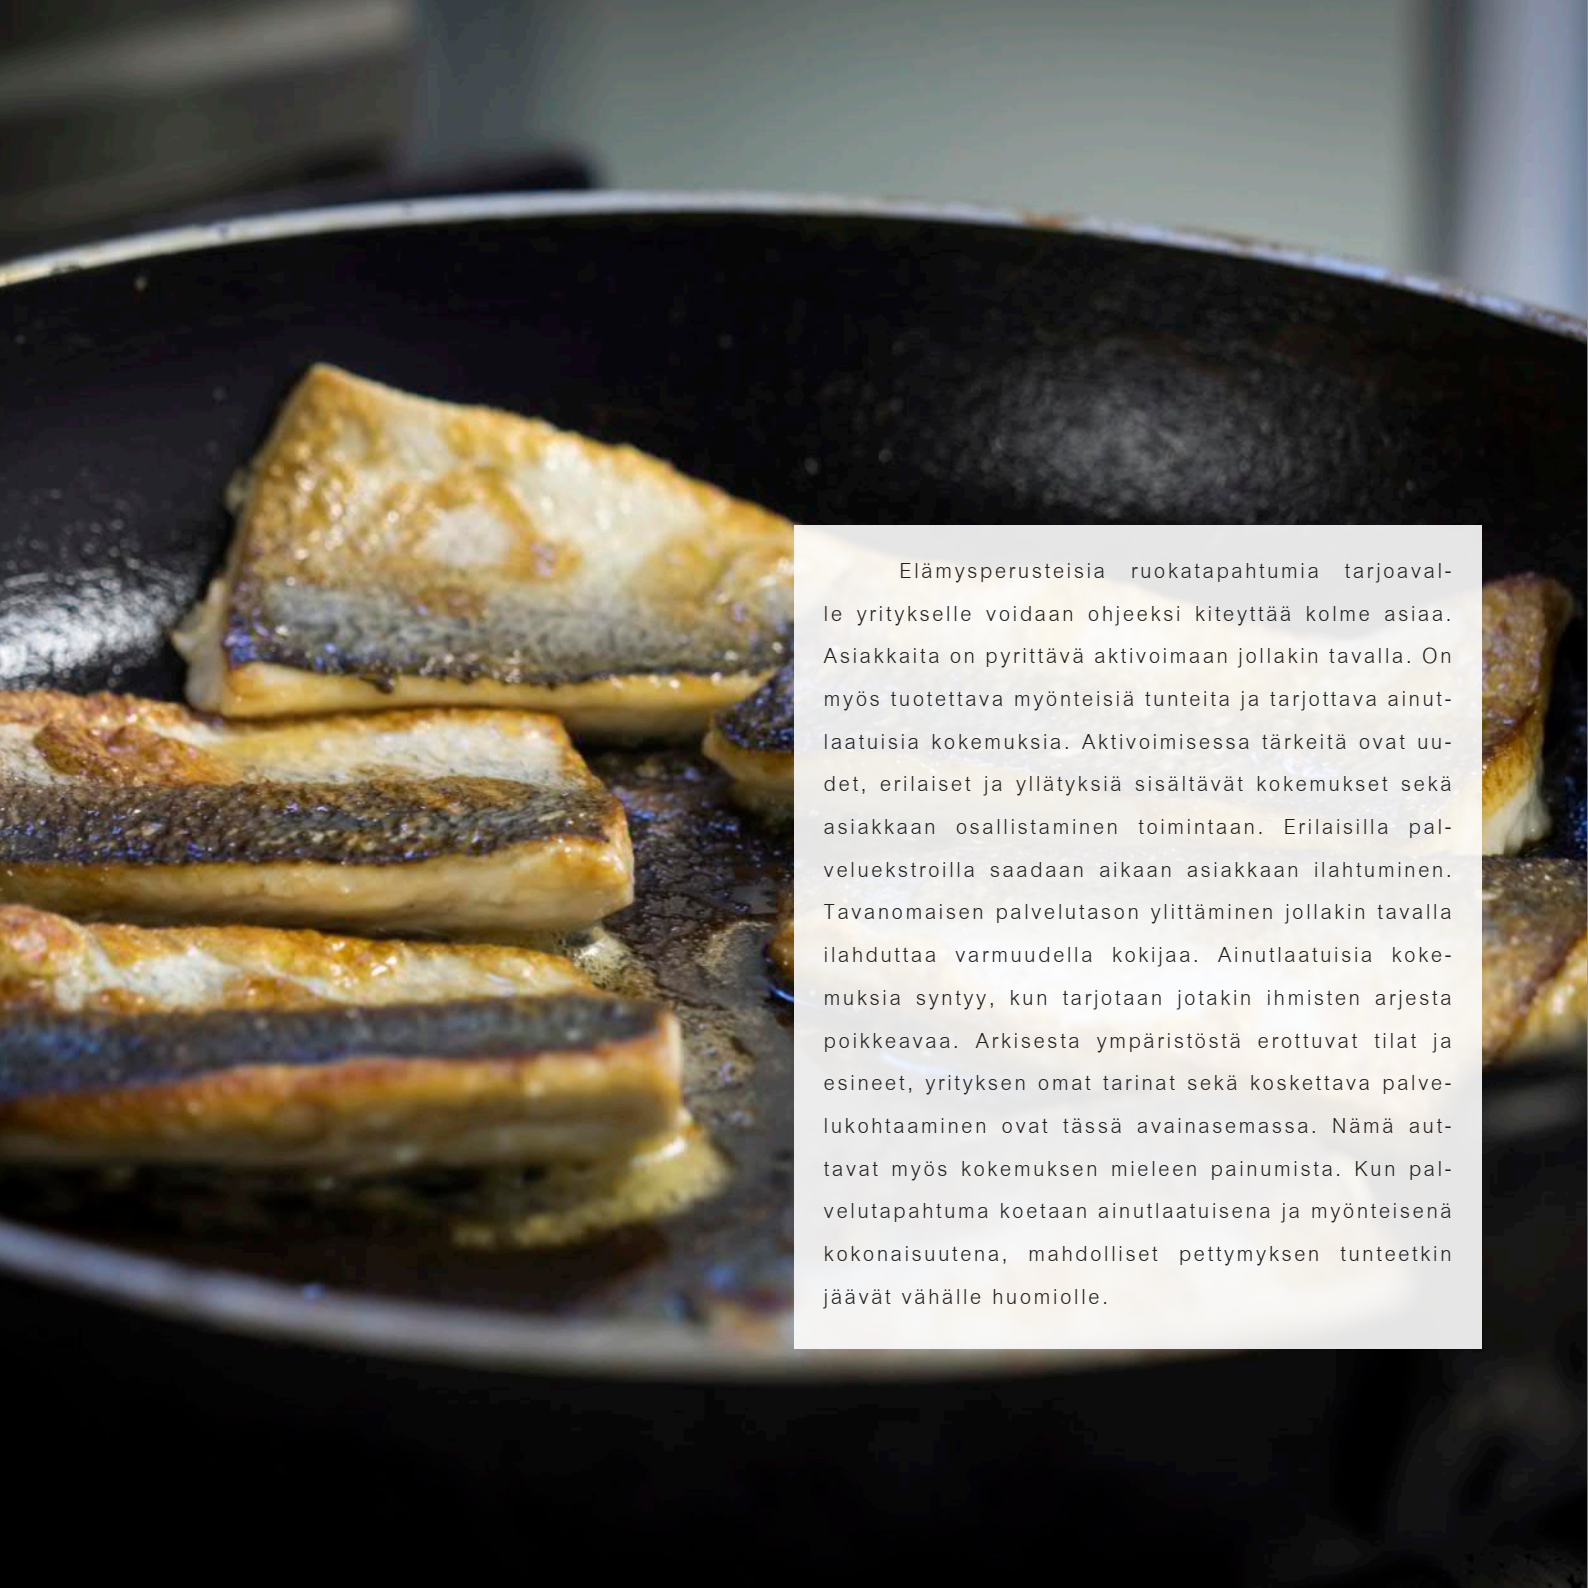 Elämysperusteisia ruokatapahtumia tarjoaval-
le yritykselle voidaan ohjeeksi kiteyttää kolme asiaa.
Asiakkaita on pyrittävä aktivoimaan jollakin tavalla. On
myös tuotettava myönteisiä tunteita ja tarjottava ainut-
laatuisia kokemuksia. Aktivoimisessa tärkeitä ovat uu-
det, erilaiset ja yllätyksiä sisältävät kokemukset sekä
asiakkaan osallistaminen toimintaan. Erilaisilla pal-
veluekstroilla saadaan aikaan asiakkaan ilahtuminen.
Tavanomaisen palvelutason ylittäminen jollakin tavalla
ilahduttaa varmuudella kokijaa. Ainutlaatuisia koke-
muksia syntyy, kun tarjotaan jotakin ihmisten arjesta
poikkeavaa. Arkisesta ympäristöstä erottuvat tilat ja
esineet, yrityksen omat tarinat sekä koskettava palve-
lukohtaaminen ovat tässä avainasemassa. Nämä aut-
tavat myös kokemuksen mieleen painumista. Kun pal-
velutapahtuma koetaan ainutlaatuisena ja myönteisenä
kokonaisuutena, mahdolliset pettymyksen tunteetkin
jäävät vähälle huomiolle.